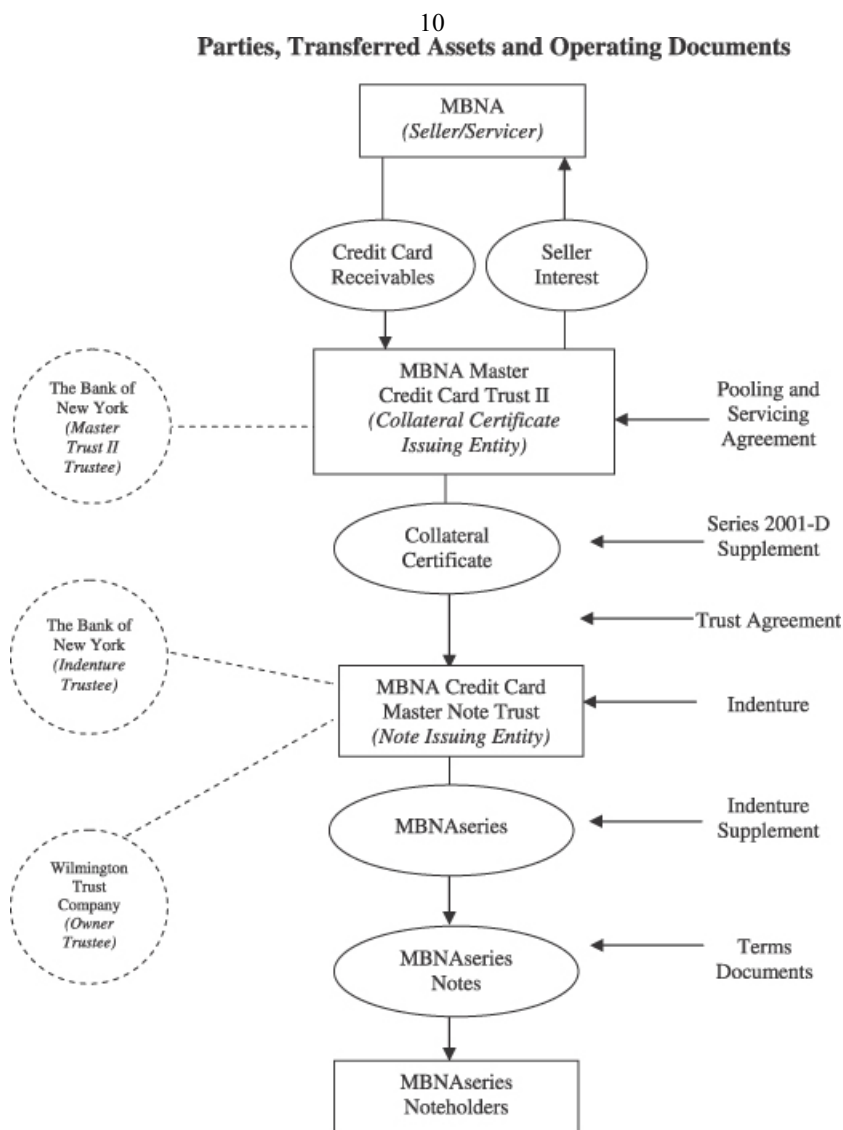 10
Parties, Transferred Assets and Operating Documents
MBNA
(Seller/Servicer)
Credit Card
Receivables
Seller
Interest
The Bank of
New York
(Master
Trust II
Trustee)
MBNA Master
Credit Card Trust II
(Collateral Certificate
Issuing Entity)
Pooling and
Servicing
Agreement
Collateral
Certificate
Series 2001-D
Supplement
Trust Agreement
The Bank of
New York
(Indenture
Trustee)
MBNA Credit Card
Master Note Trust
(Note Issuing Entity)
Indenture
MBNAseries
Indenture
Supplement
Wilmington
Trust
Company
(Owner
Trustee)
MBNAseries
Notes
Terms
Documents
MBNAseries
Noteholders